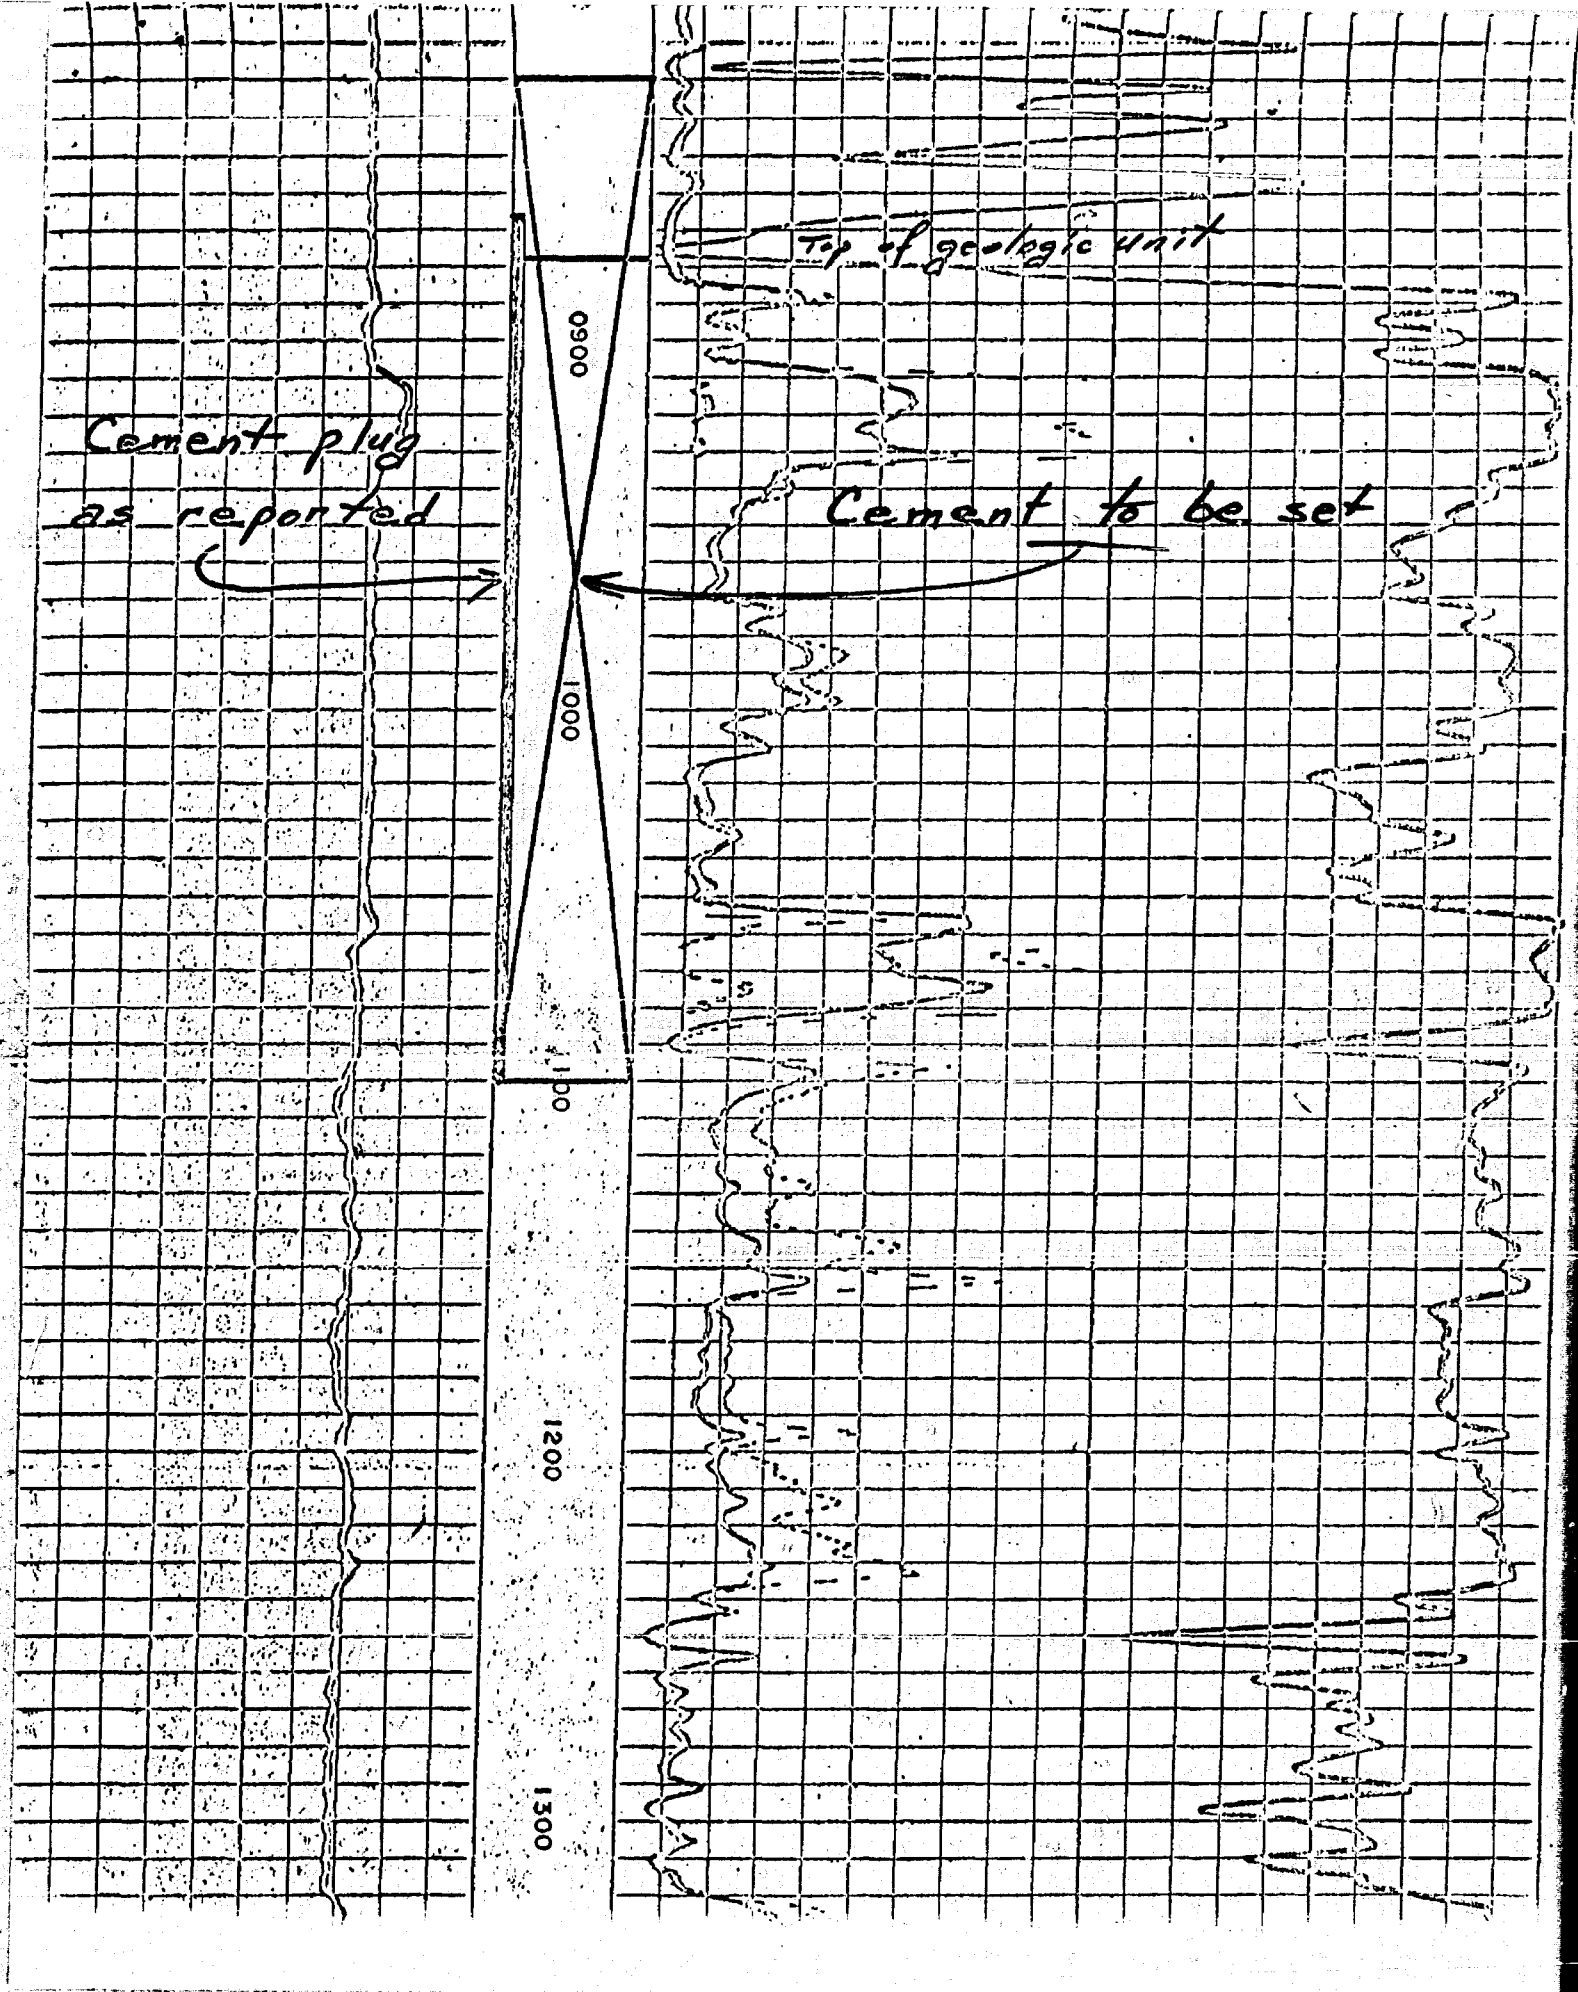 Top of geologic unit
0900
Cement plug
as reported
Cement to be set
1000
1100
1200
1300